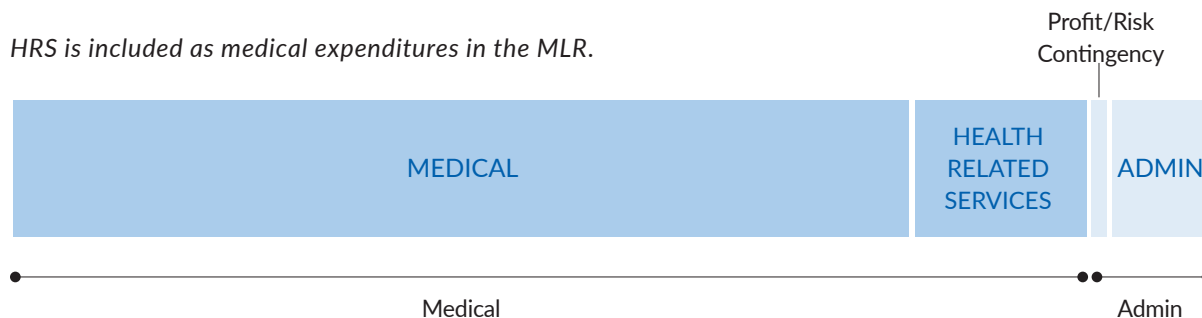 Profit/Risk
Contingency
HRS is included as medical expenditures in the MLR.
MEDICAL
HEALTH
RELATED
SERVICES
ADMIN
Medical
Admin